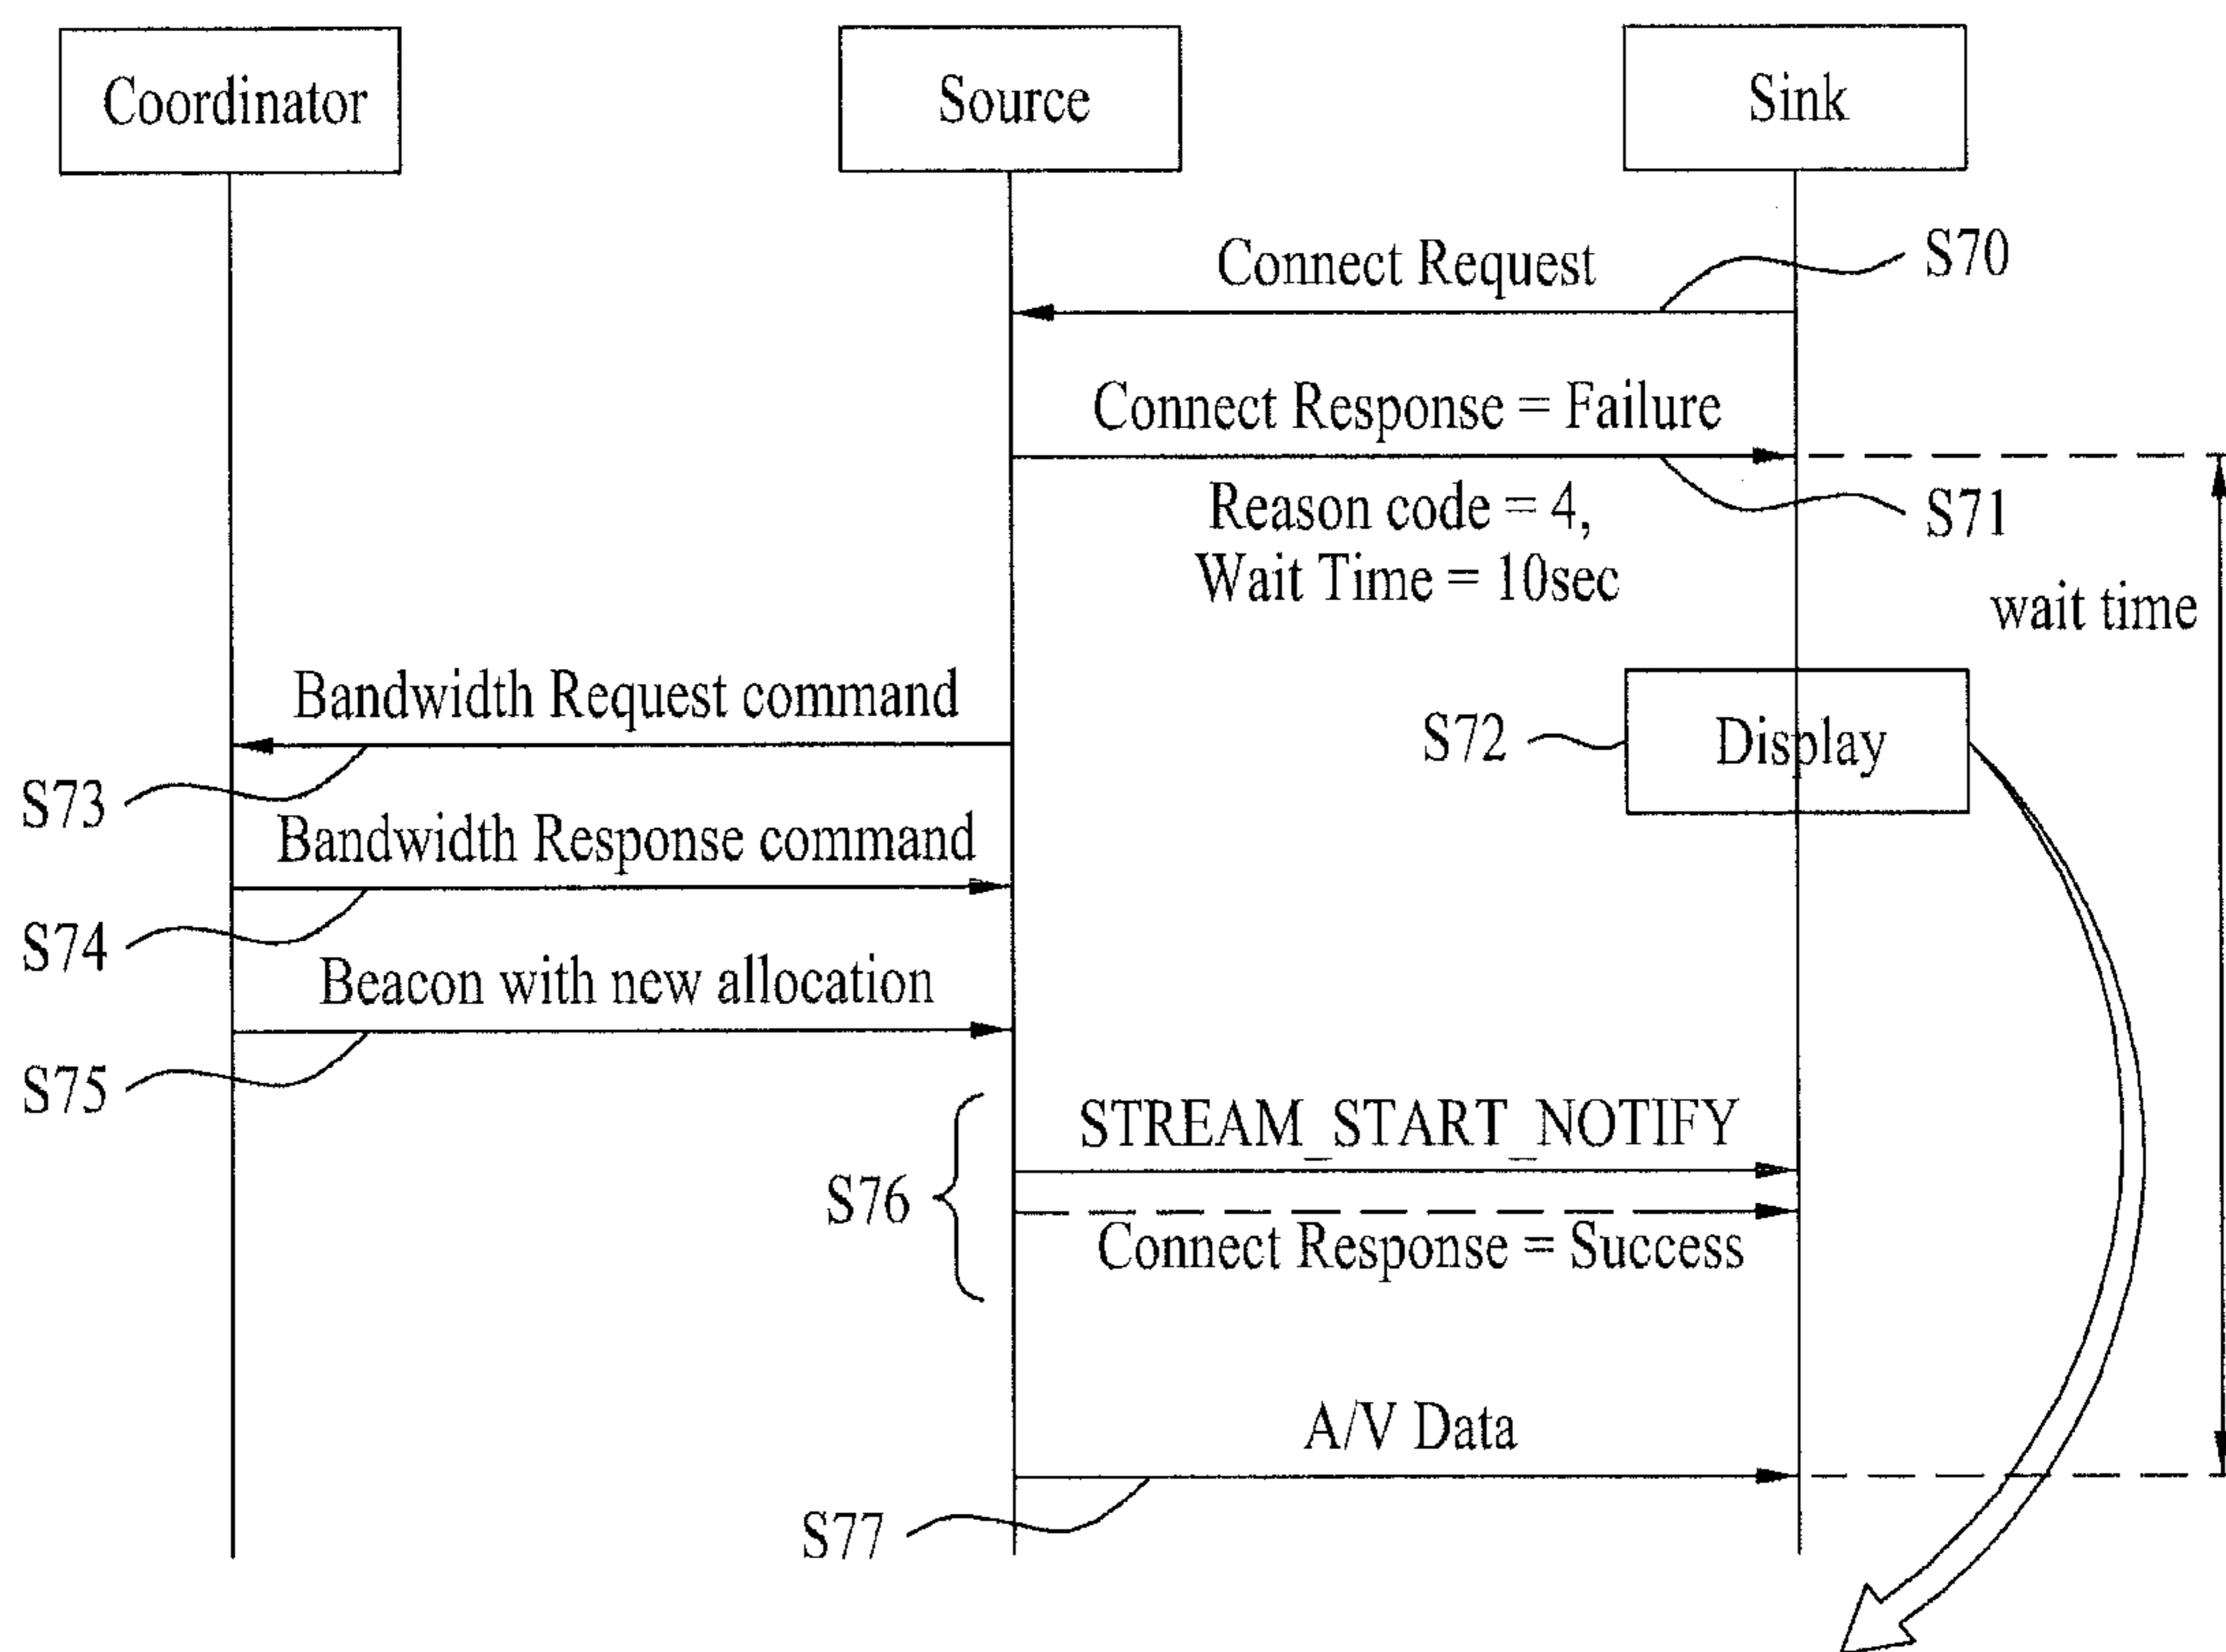 Coordinator
Source
Sink
Connect Request
S70
Connect Response = Failure
S71
Reason code = 4,
Wait Time = 10sec
wait time
Bandwidth Request command
S73
S72
Display
Bandwidth Response command
S74
Beacon with new allocation
S75
STREAM_START_NOTIFY
S76
Connect Response = Success
A/V Data
S77